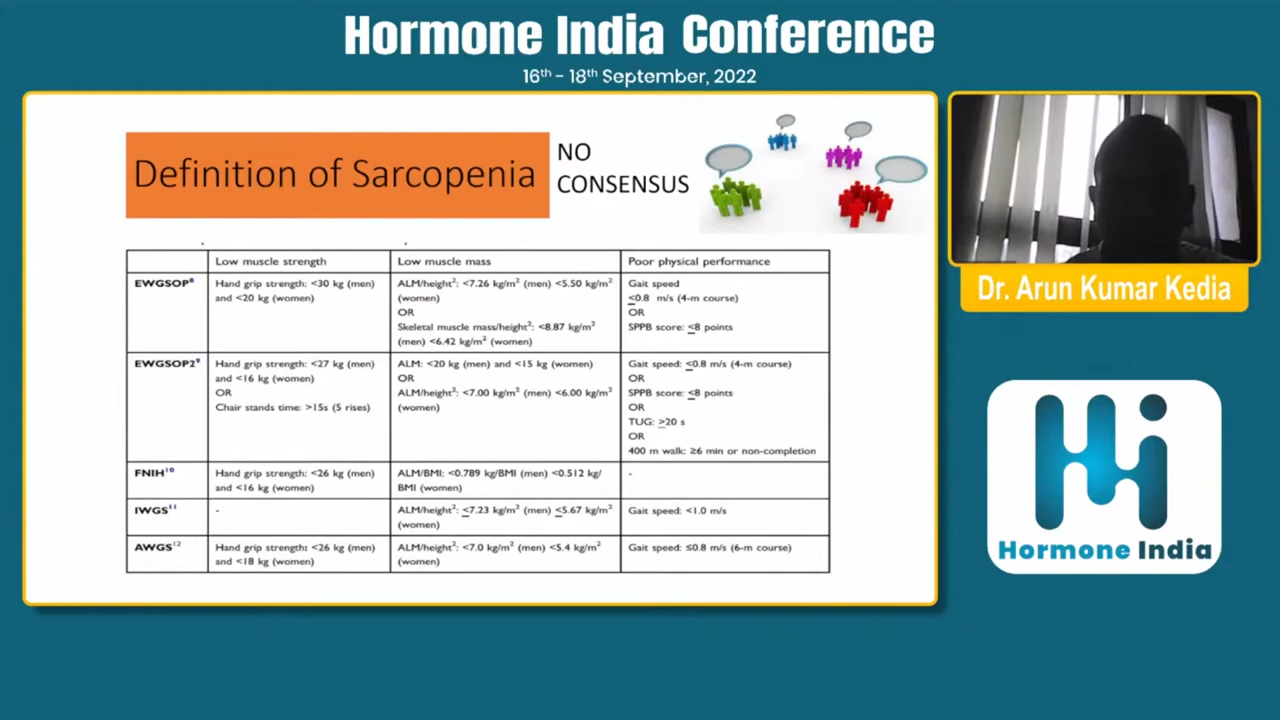 Hormone India Conference
16th - 18th September, 2022
Definition of Sarcopenia
NO
CONSENSUS
Low muscle strength
Low muscle mass
Poor physical performance
EWGSOP8
Hand grip strength: <30 kg (men)
and <20 kg (women)
ALM/height2: <7.26 kg/m2 (men) <5.50 kg/m2
(women)
OR
Skeletal muscle mass/height2: <8.87 kg/m2
(men) <6.42 kg/m2 (women)
Gait speed
<0.8 m/s (4-m course)
OR
SPPB score: <8 points
EWGSOP29
Hand grip strength: <27 kg (men)
and <16 kg (women)
OR
Chair stands time: >15s (5 rises)
ALM: <20 kg (men) and <15 kg (women)
OR
ALM/height2: <7.00 kg/m2 (men) <6.00 kg/m2
(women)
Gait speed: <0.8 m/s (4-m course)
OR
SPPB score: <8 points
OR
TUG: >20 s
OR
400 m walk: ≥6 min or non-completion
FNIH10
Hand grip strength: <26 kg (men)
and <16 kg (women)
ALM/BMI: <0.789 kg/BMI (men) <0.512 kg/
BMI (women)
-
IWGS11
-
ALM/height2: <7.23 kg/m2 (men) <5.67 kg/m2
(women)
Gait speed: <1.0 m/s
AWGS12
Hand grip strength: <26 kg (men)
and <18 kg (women)
ALM/height2: <7.0 kg/m2 (men) <5.4 kg/m2
(women)
Gait speed: ≤0.8 m/s (6-m course)
Dr. Arun Kumar Kedia
Hi
Hormone India